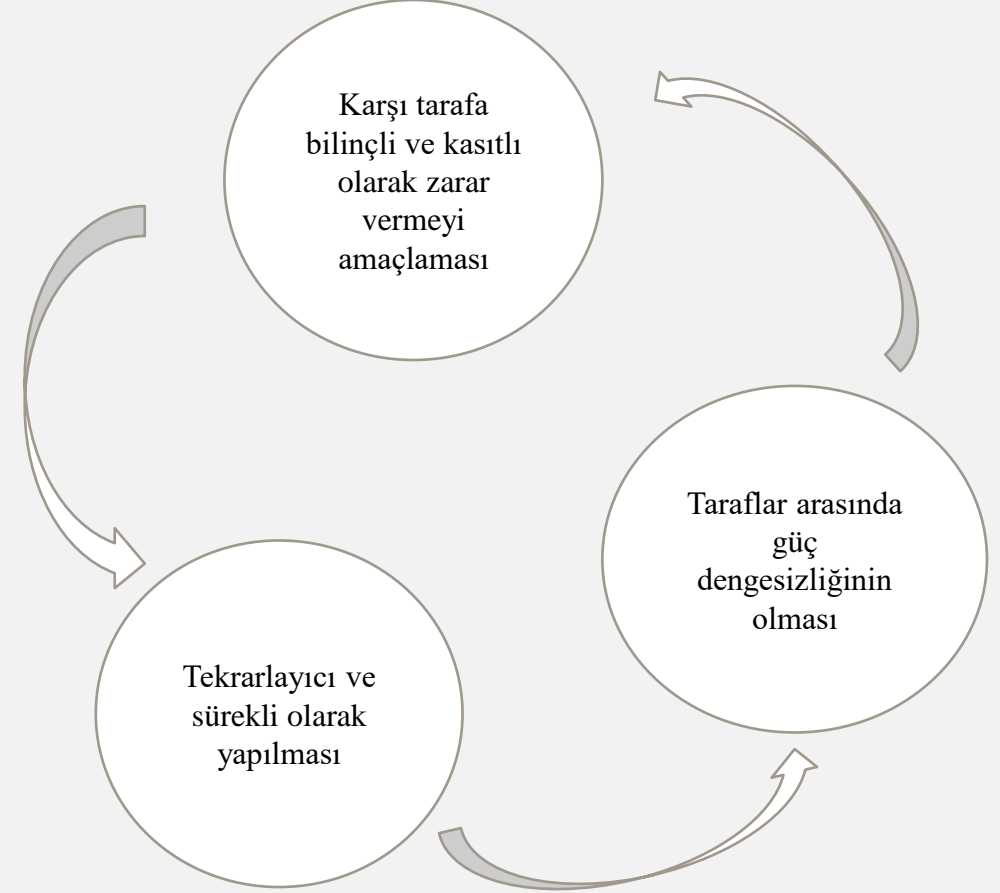 Karşı tarafa
bilinçli ve kasıtlı
olarak zarar
vermeyi
amaçlaması
Taraflar arasında
güç
dengesizliğinin
olması
Tekrarlayıcı ve
sürekli olarak
yapılması